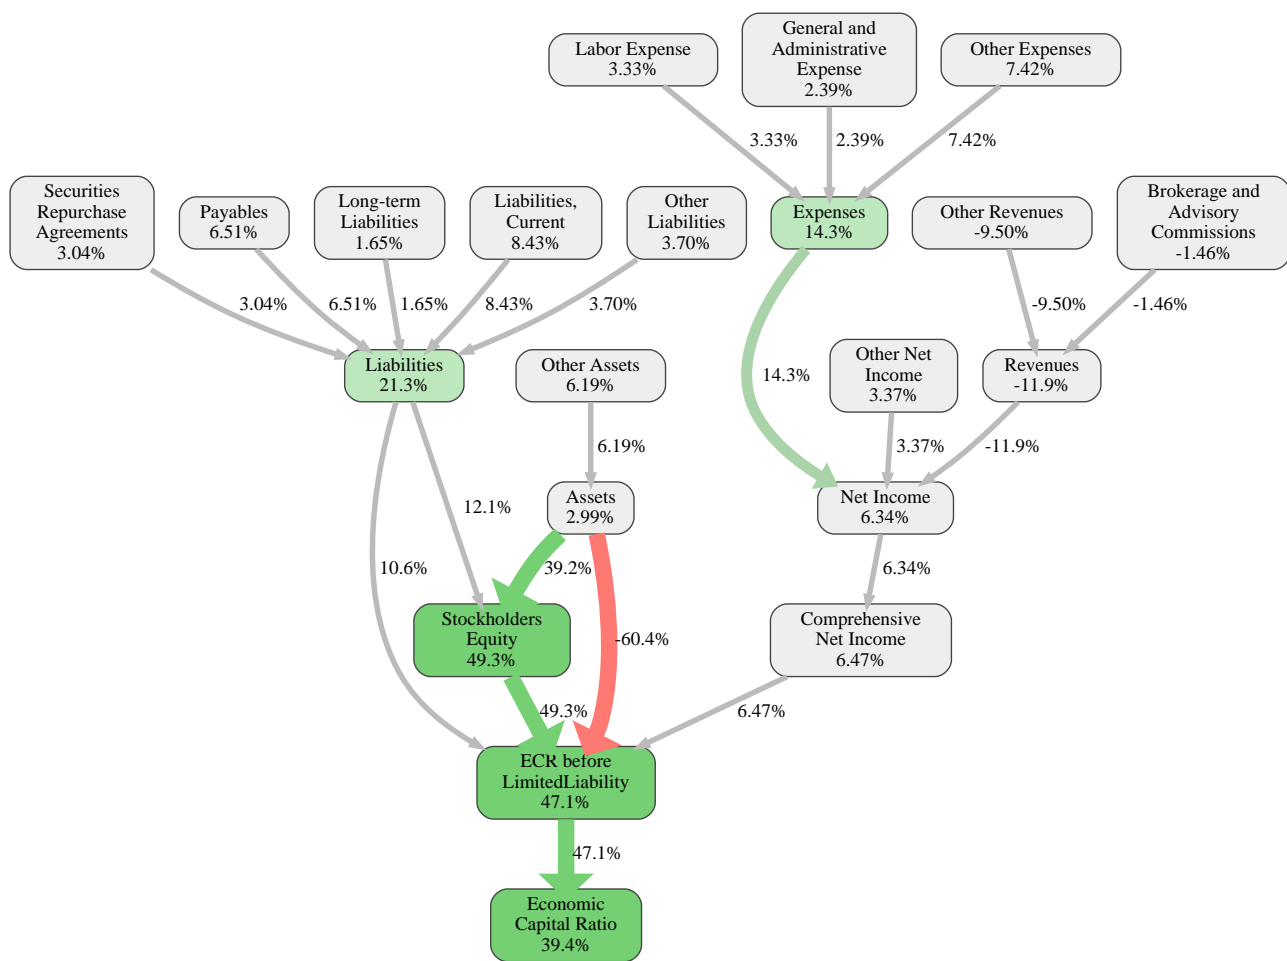 Labor Expense
3.33%
General and
Administrative
Expense
2.39%
Other Expenses
7.42%
3.33%
2.39%
7.42%
Securities
Repurchase
Agreements
3.04%
Payables
6.51%
Long-term
Liabilities
1.65%
Liabilities,
Current
8.43%
Other
Liabilities
3.70%
Expenses
14.3%
Other Revenues
-9.50%
Brokerage and
Advisory
Commissions
-1.46%
3.04%
6.51%
1.65%
8.43%
3.70%
-9.50%
-1.46%
Liabilities
21.3%
Other Assets
6.19%
14.3%
Other Net
Income
3.37%
Revenues
-11.9%
6.19%
3.37%
-11.9%
Assets
2.99%
Net Income
6.34%
12.1%
10.6%
39.2%
6.34%
Stockholders
Equity
49.3%
-60.4%
Comprehensive
Net Income
6.47%
49.3%
6.47%
ECR before
LimitedLiability
47.1%
47.1%
Economic
Capital Ratio
39.4%